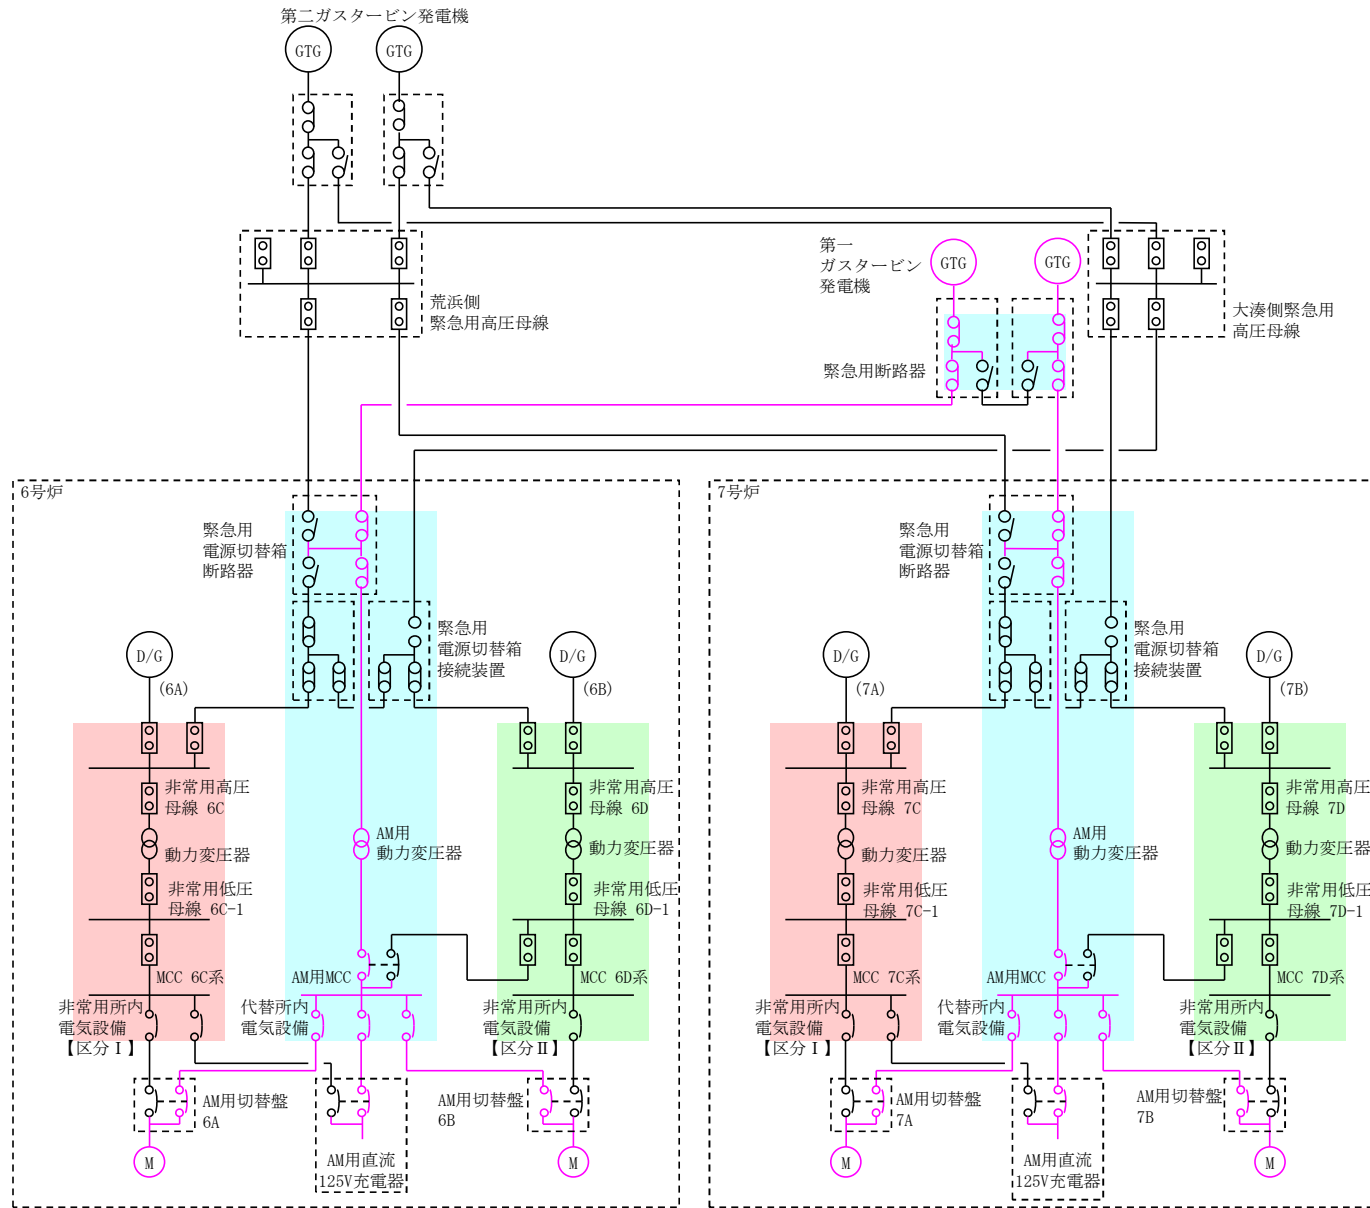 第二ガスタービン発電機
GTG
GTG
第一
ガスタービン
発電機
GTG
GTG
荒浜側
緊急用高圧母線
大湊側緊急用
高圧母線
緊急用断路器
6号炉
緊急用
電源切替箱
断路器
緊急用
電源切替箱
接続装置
D/G
(6A)
D/G
(6B)
非常用高圧
母線 6C
AM用
動力変圧器
非常用高圧
母線 6D
動力変圧器
動力変圧器
非常用低圧
母線 6C-1
非常用低圧
母線 6D-1
MCC 6C系
AM用MCC
MCC 6D系
非常用所内
電気設備
【区分Ⅰ】
代替所内
電気設備
非常用所内
電気設備
【区分Ⅱ】
AM用切替盤
6A
AM用切替盤
6B
M
AM用直流
125V充電器
M
7号炉
緊急用
電源切替箱
断路器
緊急用
電源切替箱
接続装置
D/G
(7A)
D/G
(7B)
非常用高圧
母線 7C
AM用
動力変圧器
非常用高圧
母線 7D
動力変圧器
動力変圧器
非常用低圧
母線 7C-1
非常用低圧
母線 7D-1
MCC 7C系
AM用MCC
MCC 7D系
非常用所内
電気設備
【区分Ⅰ】
代替所内
電気設備
非常用所内
電気設備
【区分Ⅱ】
AM用切替盤
7A
AM用切替盤
7B
M
AM用直流
125V充電器
M